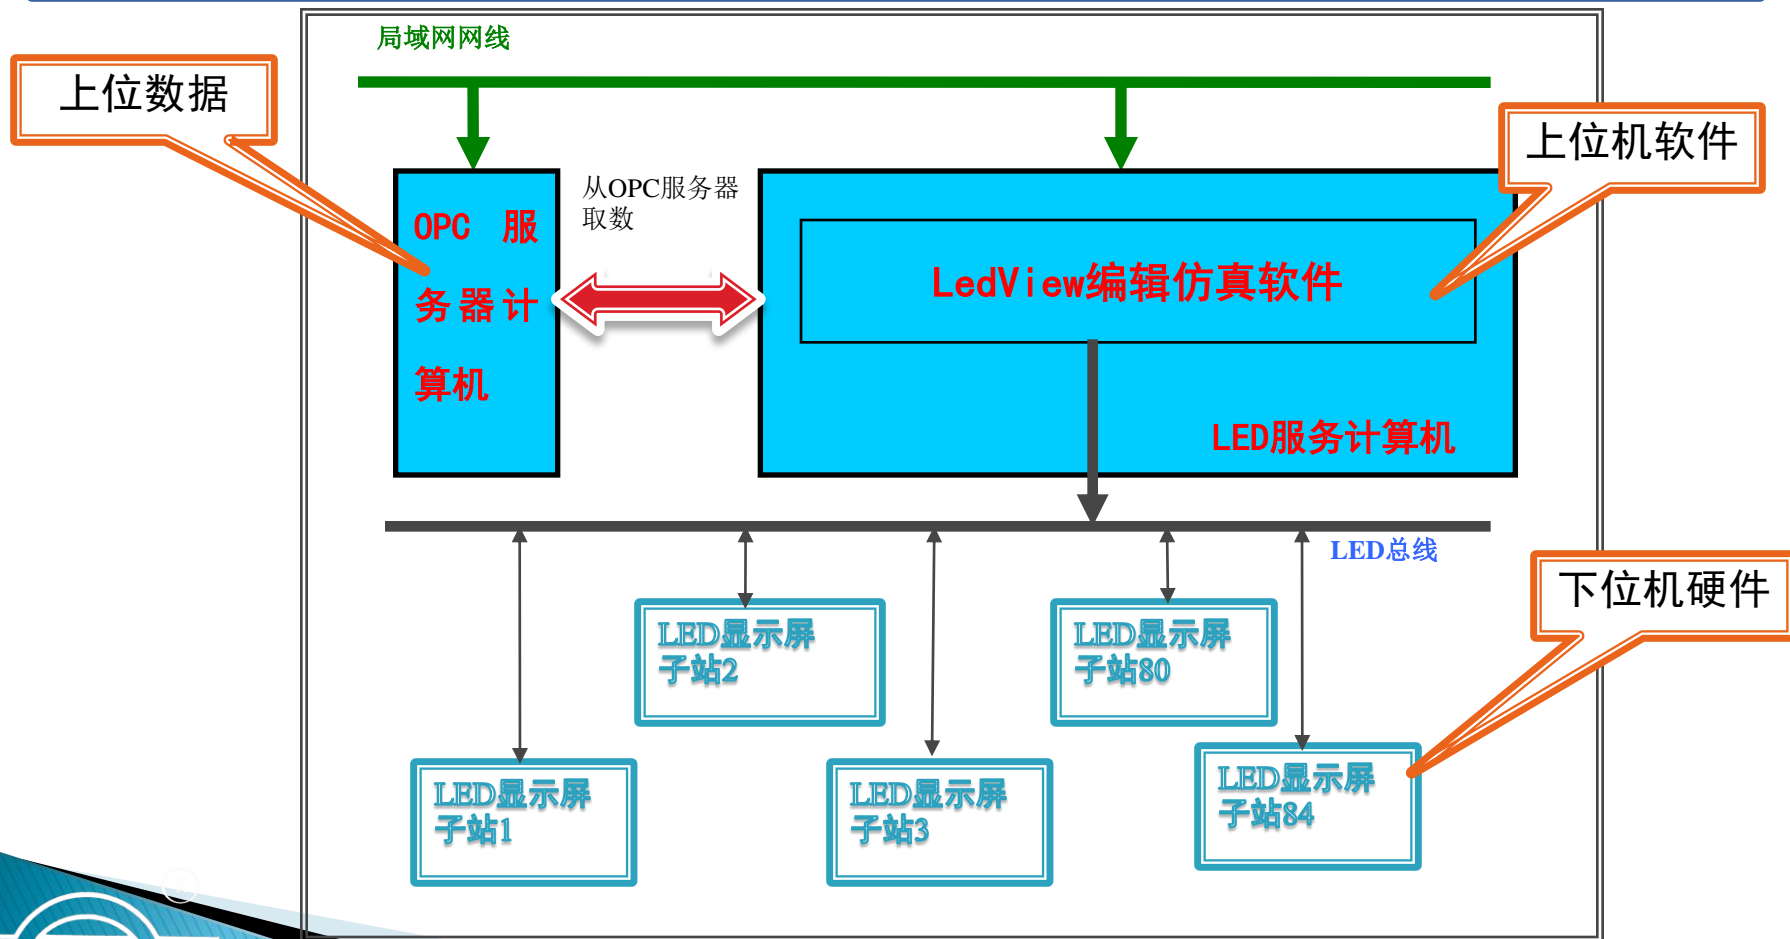 局域网网线
上位数据
上位机软件
从OPC服务器
取数
OPC 服
务器计
算机
LedView编辑仿真软件
LED服务计算机
LED总线
下位机硬件
LED显示屏
子站2
LED显示屏
子站80
LED显示屏
子站1
LED显示屏
子站3
LED显示屏
子站84